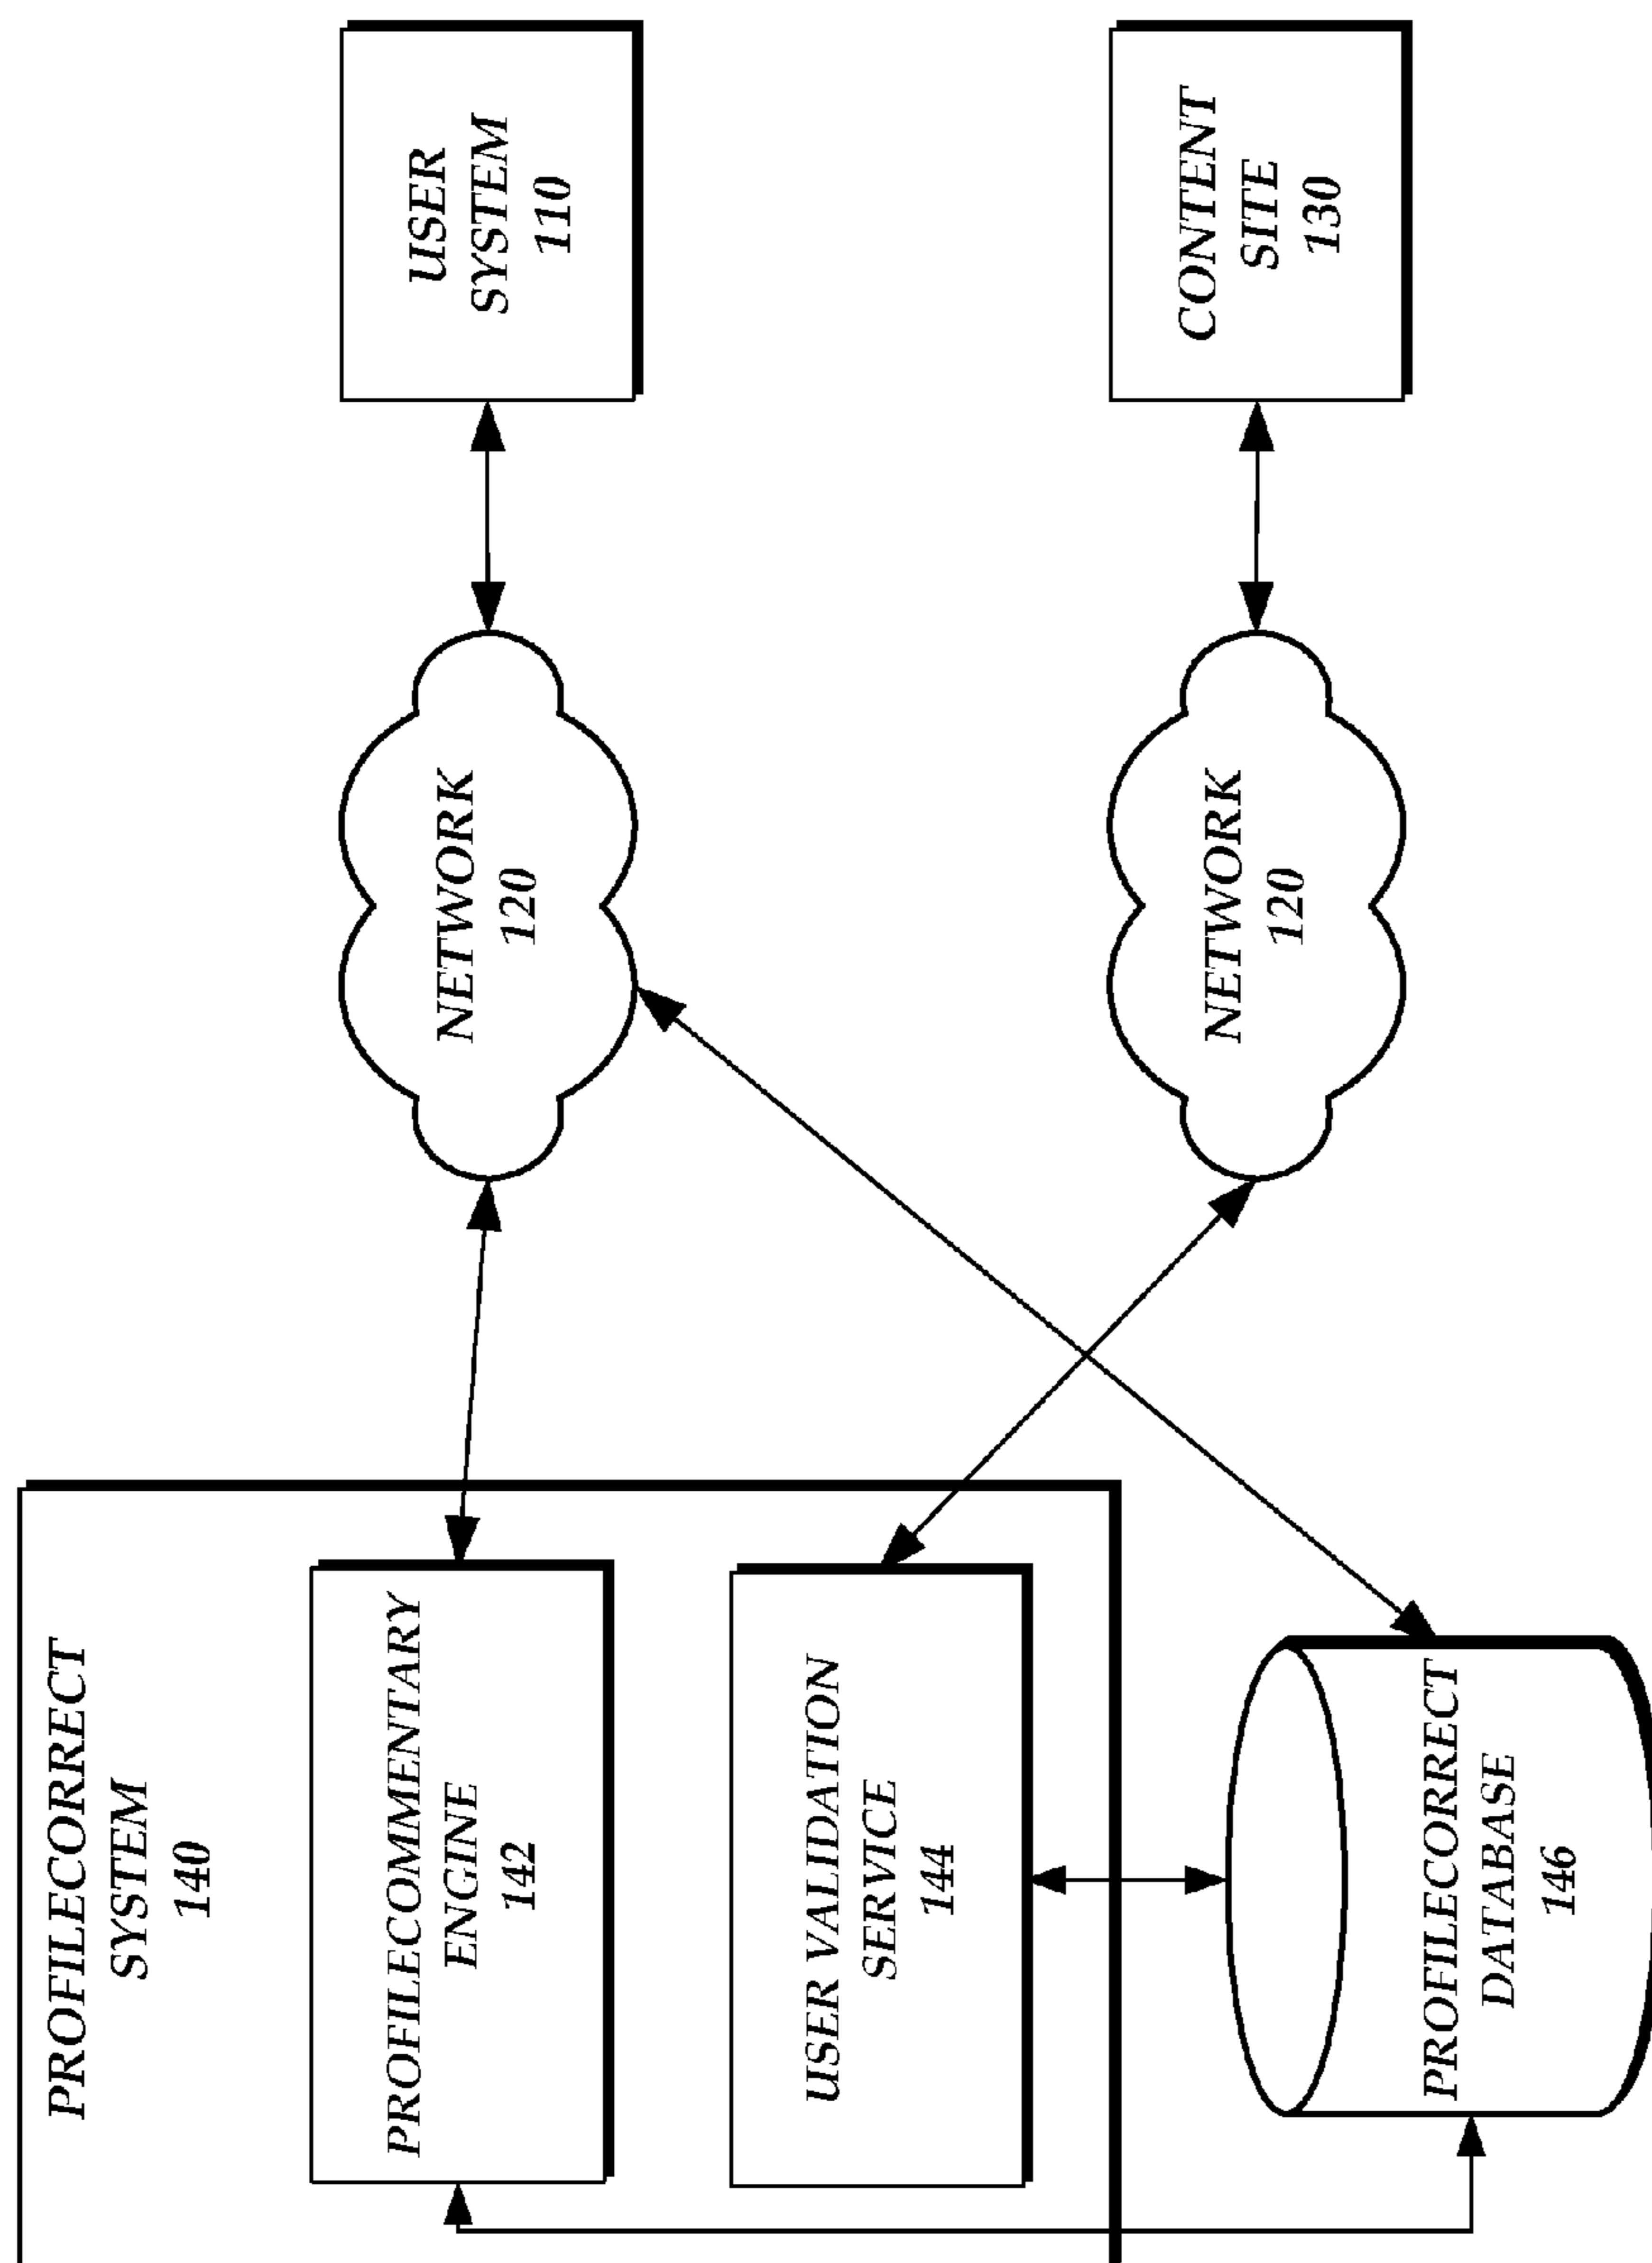 PROFILECORRECT
SYSTEM
140
PROFILECOMMENTARY
ENGINE
142
USER VALIDATION
SERVICE
144
PROFILECORRECT
DATABASE
146
NETWORK
120
NETWORK
120
USER
SYSTEM
110
CONTENT
SITE
130